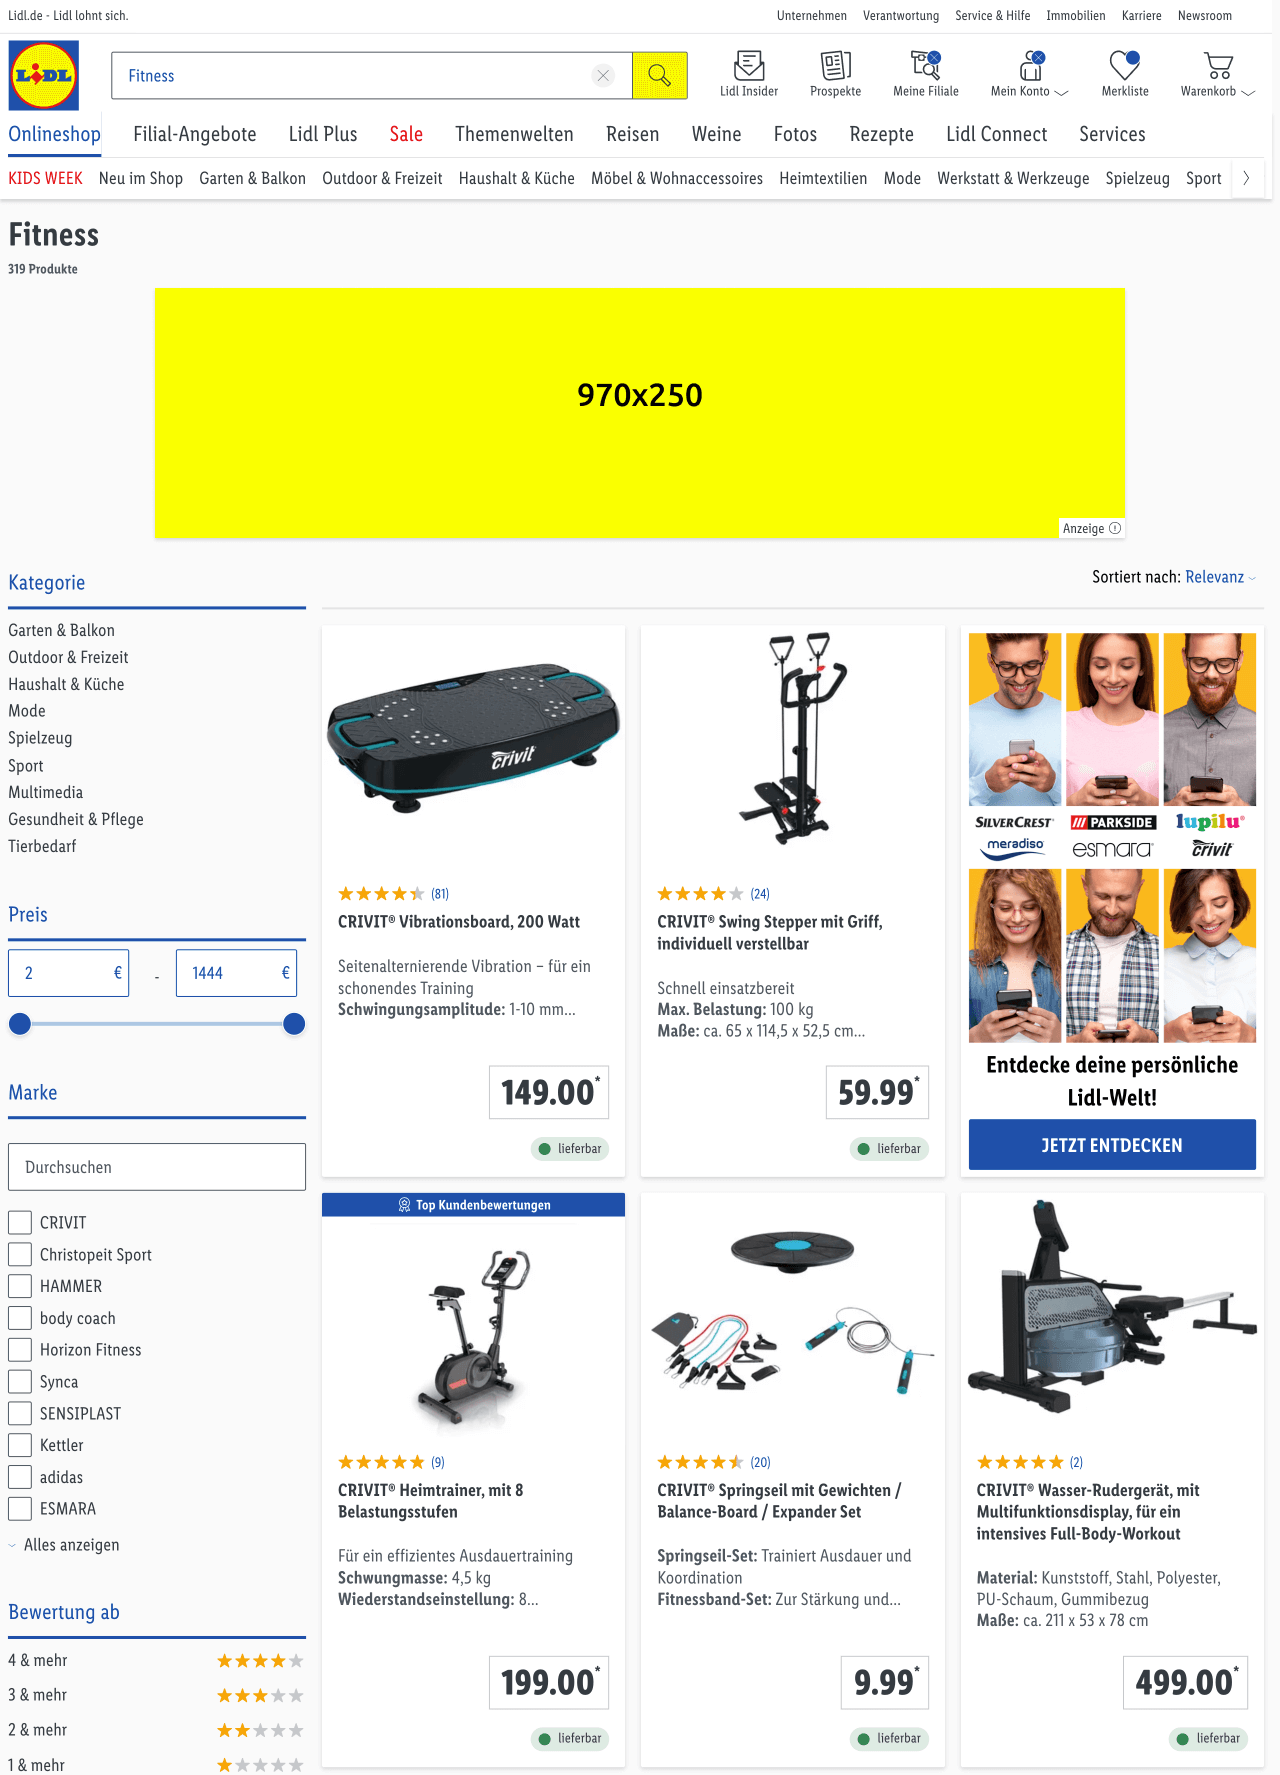 Lidl.de - Lidl lohnt sich.
Unternehmen Verantwortung Service & Hilfe Immobilien Karriere Newsroom
LIDL
Fitness
Lidl Insider Prospekte Meine Filiale Mein Konto Merkliste Warenkorb
Onlineshop Filial-Angebote Lidl Plus Sale Themenwelten Reisen Weine Fotos Rezepte Lidl Connect Services
KIDS WEEK Neu im Shop Garten & Balkon Outdoor & Freizeit Haushalt & Küche Möbel & Wohnaccessoires Heimtextilien Mode Werkstatt & Werkzeuge Spielzeug Sport
Fitness
319 Produkte
970x250
Anzeige
Kategorie
Garten & Balkon
Outdoor & Freizeit
Haushalt & Küche
Mode
Spielzeug
Sport
Multimedia
Gesundheit & Pflege
Tierbedarf
Preis
2 € - 1444 €
Marke
Durchsuchen
CRIVIT
Christopeit Sport
HAMMER
body coach
Horizon Fitness
Synca
SENSIPLAST
Kettler
adidas
ESMARA
Alles anzeigen
Bewertung ab
4 & mehr
3 & mehr
2 & mehr
1 & mehr
Sortiert nach: Relevanz
crivit
(81)
CRIVIT® Vibrationsboard, 200 Watt
Seitenalternierende Vibration – für ein
schonendes Training
Schwingungsamplitude: 1-10 mm...
149.00*
lieferbar
(24)
CRIVIT® Swing Stepper mit Griff,
individuell verstellbar
Schnell einsatzbereit
Max. Belastung: 100 kg
Maße: ca. 65 x 114,5 x 52,5 cm...
59.99*
lieferbar
SILVERCREST® PARKSIDE lupilu®
meradiso® esmara® crivit®
Entdecke deine persönliche
Lidl-Welt!
JETZT ENTDECKEN
Top Kundenbewertungen
(9)
CRIVIT® Heimtrainer, mit 8
Belastungsstufen
Für ein effizientes Ausdauertraining
Schwungmasse: 4,5 kg
Wiederstandseinstellung: 8...
199.00*
lieferbar
(20)
CRIVIT® Springseil mit Gewichten /
Balance-Board / Expander Set
Springseil-Set: Trainiert Ausdauer und
Koordination
Fitnessband-Set: Zur Stärkung und...
9.99*
lieferbar
(2)
CRIVIT® Wasser-Rudergerät, mit
Multifunktionsdisplay, für ein
intensives Full-Body-Workout
Material: Kunststoff, Stahl, Polyester,
PU-Schaum, Gummibezug
Maße: ca. 211 x 53 x 78 cm
499.00*
lieferbar